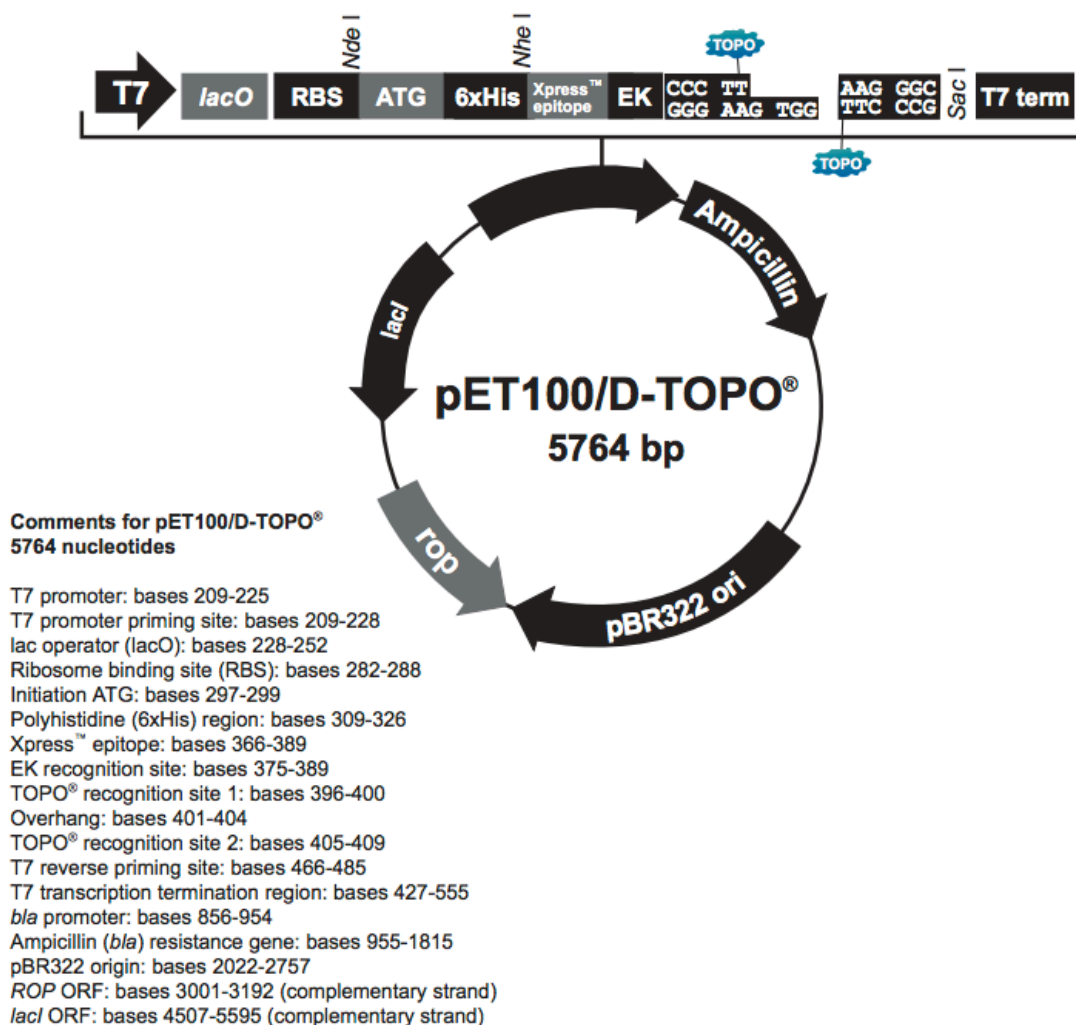 Nde I
Nhe I
TOPO
T7
lacO
RBS
ATG
6xHis
Xpress™
epitope
EK
CCC TT
GGG AAG TGG
AAG GGC
TTC CCG
Sac I
T7 term
TOPO
Ampicillin
lacI
pET100/D-TOPO®
5764 bp
rop
pBR322 ori
Comments for pET100/D-TOPO®
5764 nucleotides
T7 promoter: bases 209-225
T7 promoter priming site: bases 209-228
lac operator (lacO): bases 228-252
Ribosome binding site (RBS): bases 282-288
Initiation ATG: bases 297-299
Polyhistidine (6xHis) region: bases 309-326
Xpress™ epitope: bases 366-389
EK recognition site: bases 375-389
TOPO® recognition site 1: bases 396-400
Overhang: bases 401-404
TOPO® recognition site 2: bases 405-409
T7 reverse priming site: bases 466-485
T7 transcription termination region: bases 427-555
bla promoter: bases 856-954
Ampicillin (bla) resistance gene: bases 955-1815
pBR322 origin: bases 2022-2757
ROP ORF: bases 3001-3192 (complementary strand)
lacI ORF: bases 4507-5595 (complementary strand)